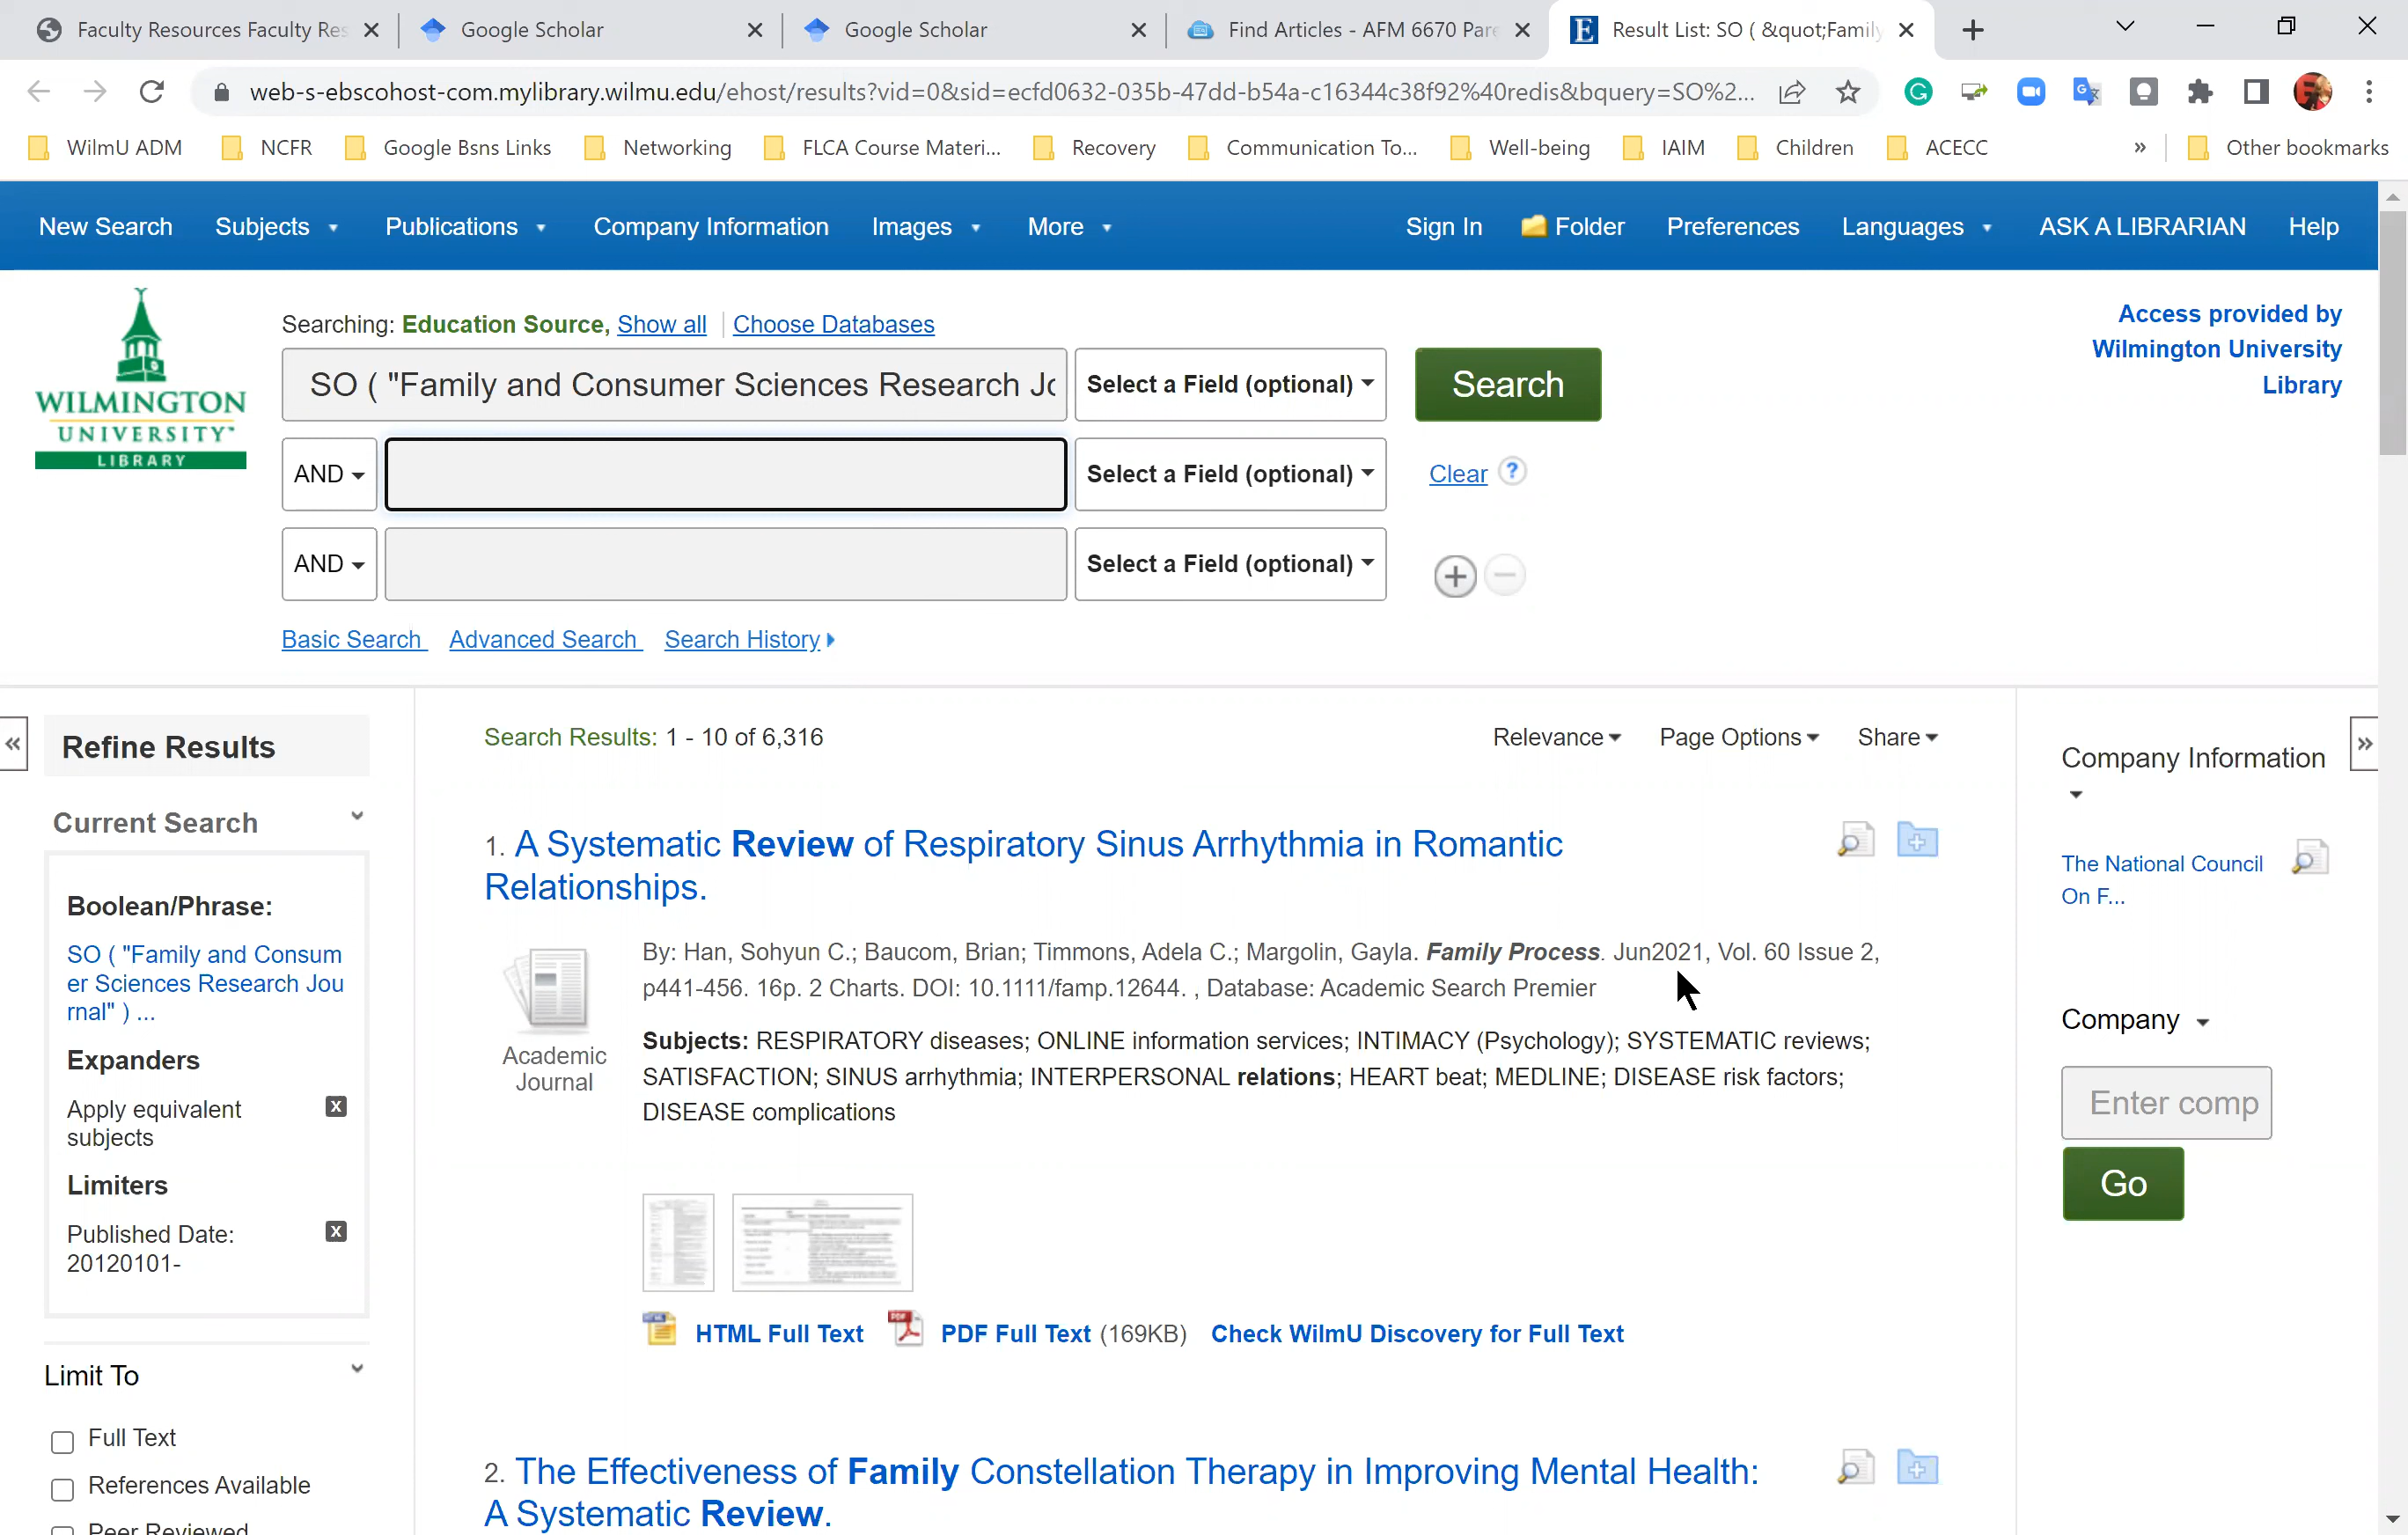 Faculty Resources Faculty Res
Google Scholar
Google Scholar
Find Articles - AFM 6670 Pare
Result List: SO ( &quot;Family
web-s-ebscohost-com.mylibrary.wilmu.edu/ehost/results?vid=0&sid=ecfd0632-035b-47dd-b54a-c16344c38f92%40redis&bquery=SO%2...
WilmU ADM
NCFR
Google Bsns Links
Networking
FLCA Course Materi...
Recovery
Communication To...
Well-being
IAIM
Children
ACECC
»
Other bookmarks
New Search Subjects Publications Company Information Images More Sign In Folder Preferences Languages ASK A LIBRARIAN Help
WILMINGTON
UNIVERSITY
LIBRARY
Searching: Education Source, Show all | Choose Databases
SO ( "Family and Consumer Sciences Research Jo
Select a Field (optional)
Search
AND
Select a Field (optional)
Clear ?
AND
Select a Field (optional)
Basic Search Advanced Search Search History
Access provided by
Wilmington University
Library
Refine Results
Current Search
Boolean/Phrase:
SO ( "Family and Consum
er Sciences Research Jou
rnal" ) ...
Expanders
Apply equivalent
subjects
Limiters
Published Date:
20120101-
Limit To
Full Text
References Available
Peer Reviewed
Search Results: 1 - 10 of 6,316
Relevance Page Options Share
1. A Systematic Review of Respiratory Sinus Arrhythmia in Romantic
Relationships.
Academic
Journal
By: Han, Sohyun C.; Baucom, Brian; Timmons, Adela C.; Margolin, Gayla. Family Process. Jun2021, Vol. 60 Issue 2,
p441-456. 16p. 2 Charts. DOI: 10.1111/famp.12644. , Database: Academic Search Premier
Subjects: RESPIRATORY diseases; ONLINE information services; INTIMACY (Psychology); SYSTEMATIC reviews;
SATISFACTION; SINUS arrhythmia; INTERPERSONAL relations; HEART beat; MEDLINE; DISEASE risk factors;
DISEASE complications
HTML Full Text
PDF Full Text (169KB)
Check WilmU Discovery for Full Text
2. The Effectiveness of Family Constellation Therapy in Improving Mental Health:
A Systematic Review.
Company Information
The National Council
On F...
Company
Enter comp
Go